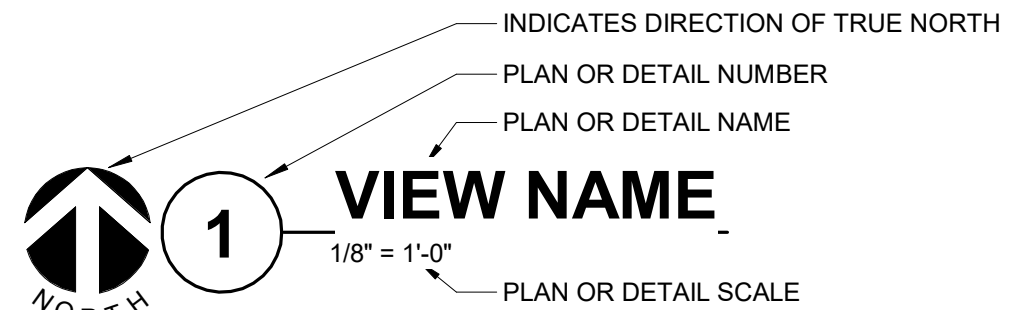 INDICATES DIRECTION OF TRUE NORTH
PLAN OR DETAIL NUMBER
PLAN OR DETAIL NAME
1
VIEW NAME
1/8" = 1'-0"
PLAN OR DETAIL SCALE
NORTH